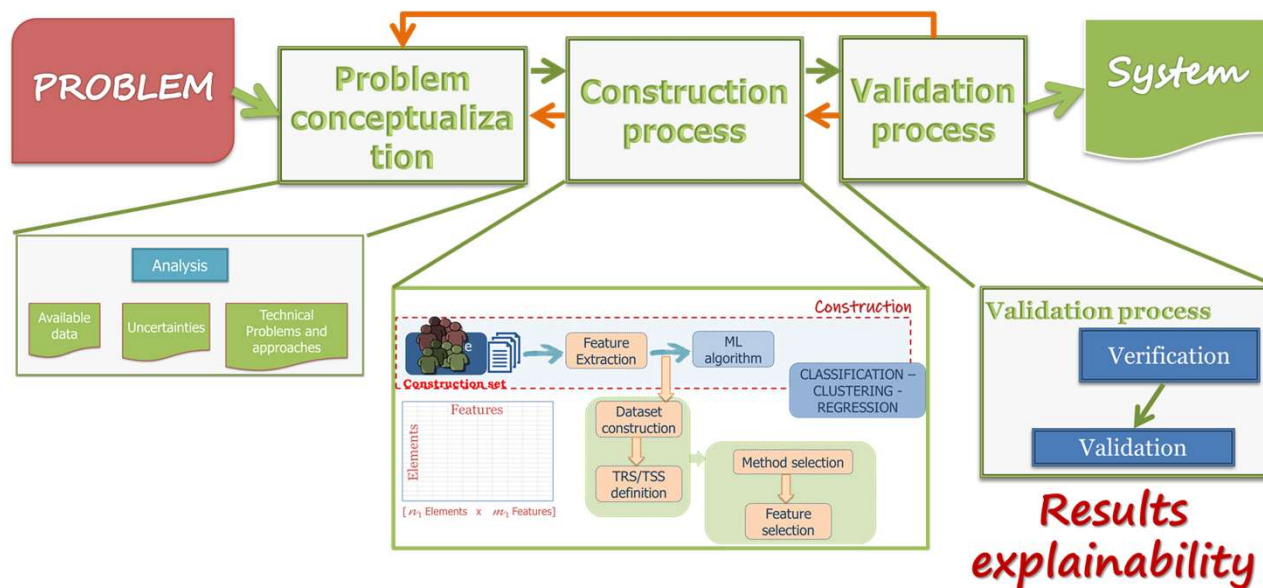 PROBLEM
Problem
conceptualiza
tion
Construction
process
Validation
process
System
Analysis
Available
data
Uncertainties
Technical
Problems and
approaches
Construction
e
Construction set
Feature
Extraction
ML
algorithm
CLASSIFICATION –
CLUSTERING -
REGRESSION
Features
Elements
[ n₁ Elements x m₁ Features]
Dataset
construction
TRS/TSS
definition
Method selection
Feature
selection
Validation process
Verification
Validation
Results
explainability